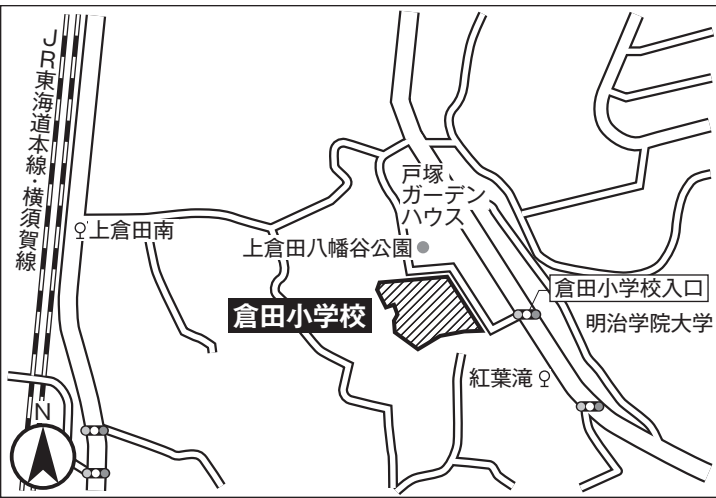 JR東海道本線・横須賀線
戸塚
ガーデン
ハウス
上倉田南
上倉田八幡谷公園
倉田小学校入口
倉田小学校
明治学院大学
紅葉滝
N